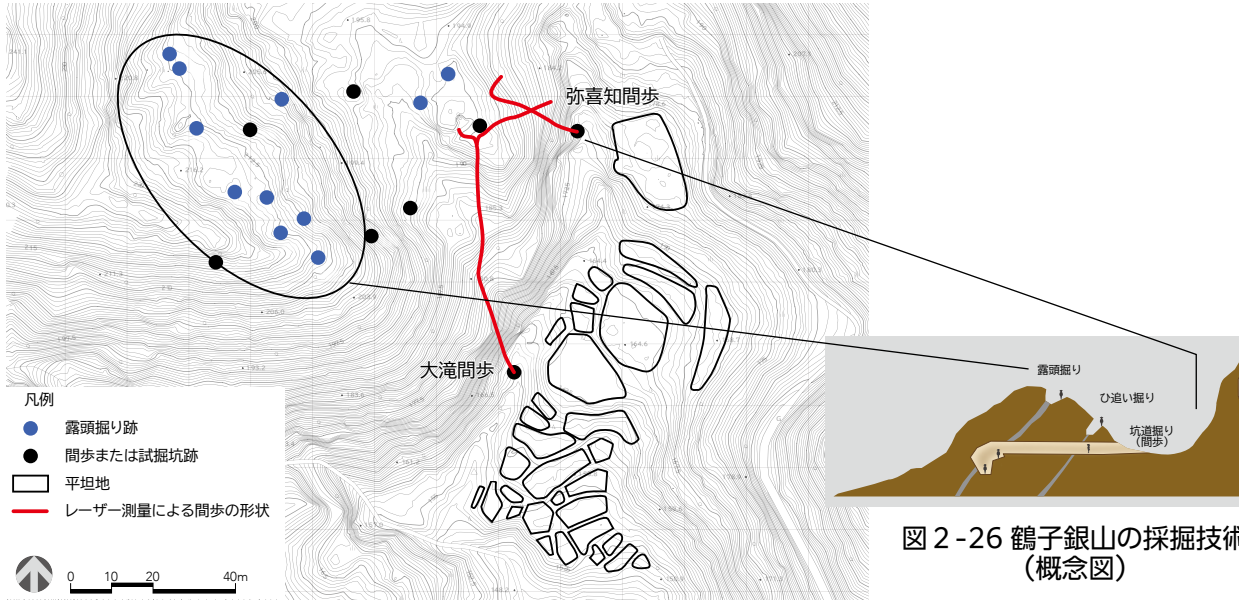 弥喜知間歩
大滝間歩
凡例
露頭掘り跡
間歩または試掘坑跡
平坦地
レーザー測量による間歩の形状
0 10 20 40m
露頭掘り
ひ追い掘り
坑道掘り
(間歩)
図2-26 鶴子銀山の採掘技術
(概念図)